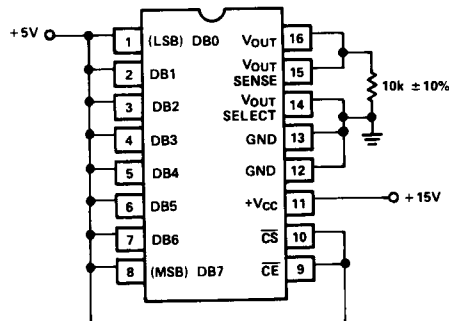 +5V
1 (LSB) DB0
2 DB1
3 DB2
4 DB3
5 DB4
6 DB5
7 DB6
8 (MSB) DB7
VOUT 16
VOUT SENSE 15
VOUT SELECT 14
GND 13
GND 12
+VCC 11
CS 10
CE 9
10k ±10%
+15V